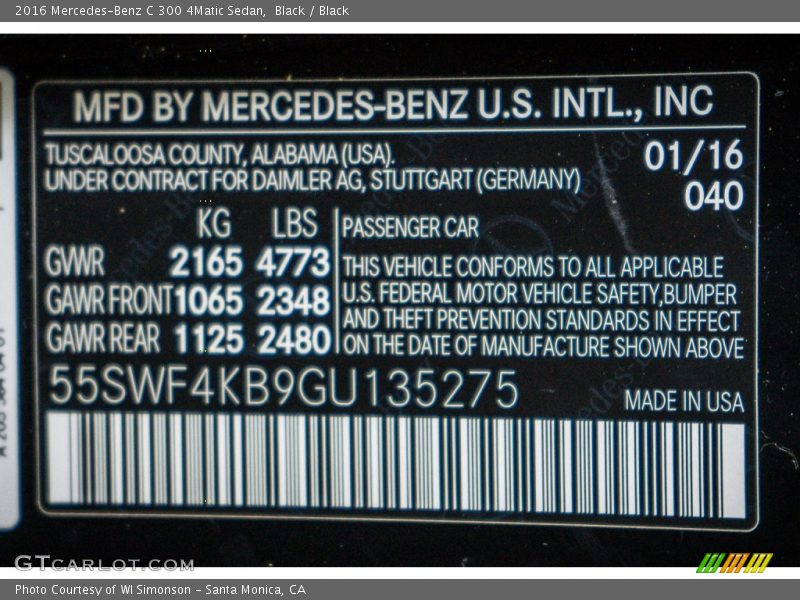 2016 Mercedes-Benz C 300 4Matic Sedan,  Black / Black
MFD BY MERCEDES-BENZ U.S. INTL., INC
TUSCALOOSA COUNTY, ALABAMA (USA).
UNDER CONTRACT FOR DAIMLER AG, STUTTGART (GERMANY)
01/16
040
KG LBS
GWR 2165 4773
GAWR FRONT 1065 2348
GAWR REAR 1125 2480
PASSENGER CAR
THIS VEHICLE CONFORMS TO ALL APPLICABLE
U.S. FEDERAL MOTOR VEHICLE SAFETY,BUMPER
AND THEFT PREVENTION STANDARDS IN EFFECT
ON THE DATE OF MANUFACTURE SHOWN ABOVE
55SWF4KB9GU135275
MADE IN USA
GTCARLOT.COM
Photo Courtesy of WI Simonson - Santa Monica, CA